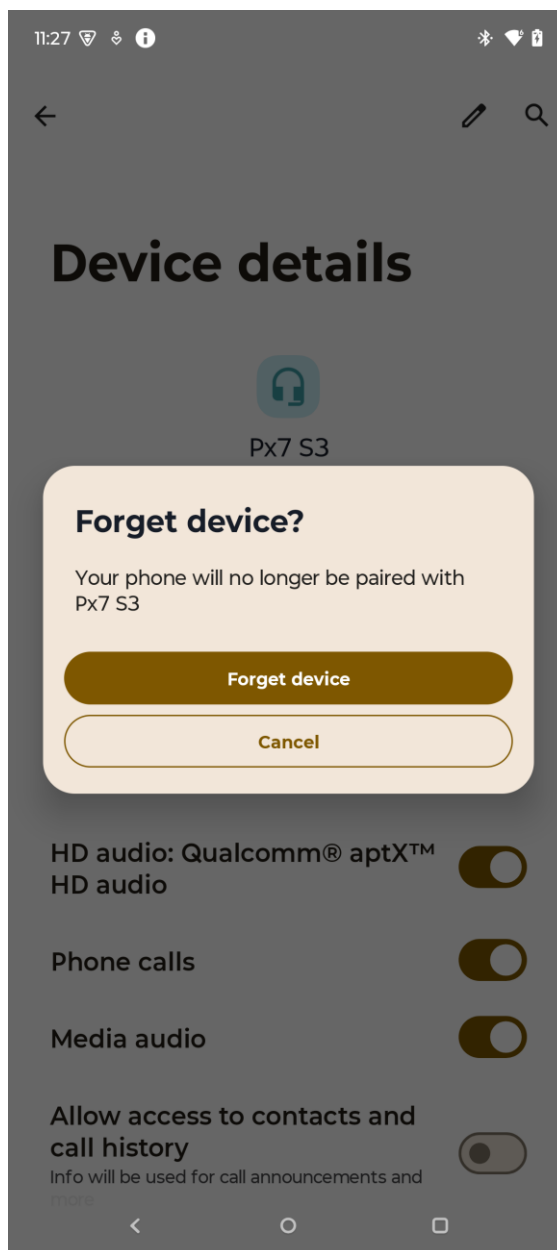 11:27
Device details
Px7 S3
Forget device?
Your phone will no longer be paired with
Px7 S3
Forget device
Cancel
HD audio: Qualcomm® aptX™
HD audio
Phone calls
Media audio
Allow access to contacts and
call history
Info will be used for call announcements and
more